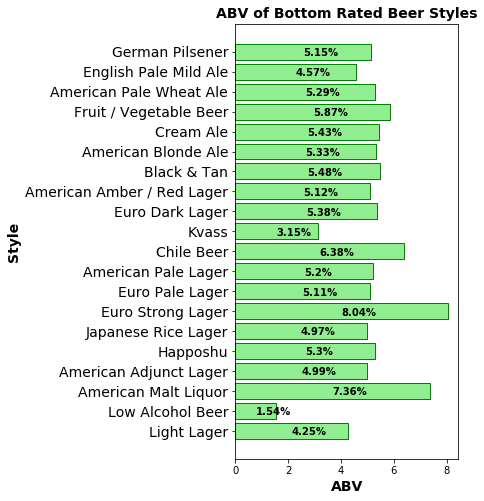 ABV of Bottom Rated Beer Styles
German Pilsener 5.15%
English Pale Mild Ale 4.57%
American Pale Wheat Ale 5.29%
Fruit / Vegetable Beer 5.87%
Cream Ale 5.43%
American Blonde Ale 5.33%
Black & Tan 5.48%
American Amber / Red Lager 5.12%
Euro Dark Lager 5.38%
Kvass 3.15%
Chile Beer 6.38%
American Pale Lager 5.2%
Euro Pale Lager 5.11%
Euro Strong Lager 8.04%
Japanese Rice Lager 4.97%
Happoshu 5.3%
American Adjunct Lager 4.99%
American Malt Liquor 7.36%
Low Alcohol Beer 1.54%
Light Lager 4.25%
Style
0 2 4 6 8
ABV